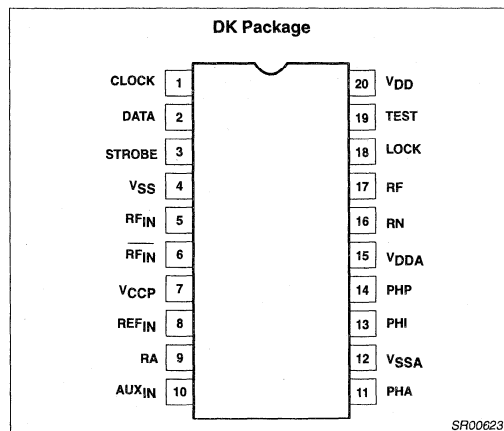 DK Package
CLOCK 1 20 VDD
DATA 2 19 TEST
STROBE 3 18 LOCK
VSS 4 17 RF
RFIN 5 16 RN
R̅F̅I̅N̅ 6 15 VDDA
VCCP 7 14 PHP
REFIN 8 13 PHI
RA 9 12 VSSA
AUXIN 10 11 PHA
SR00623